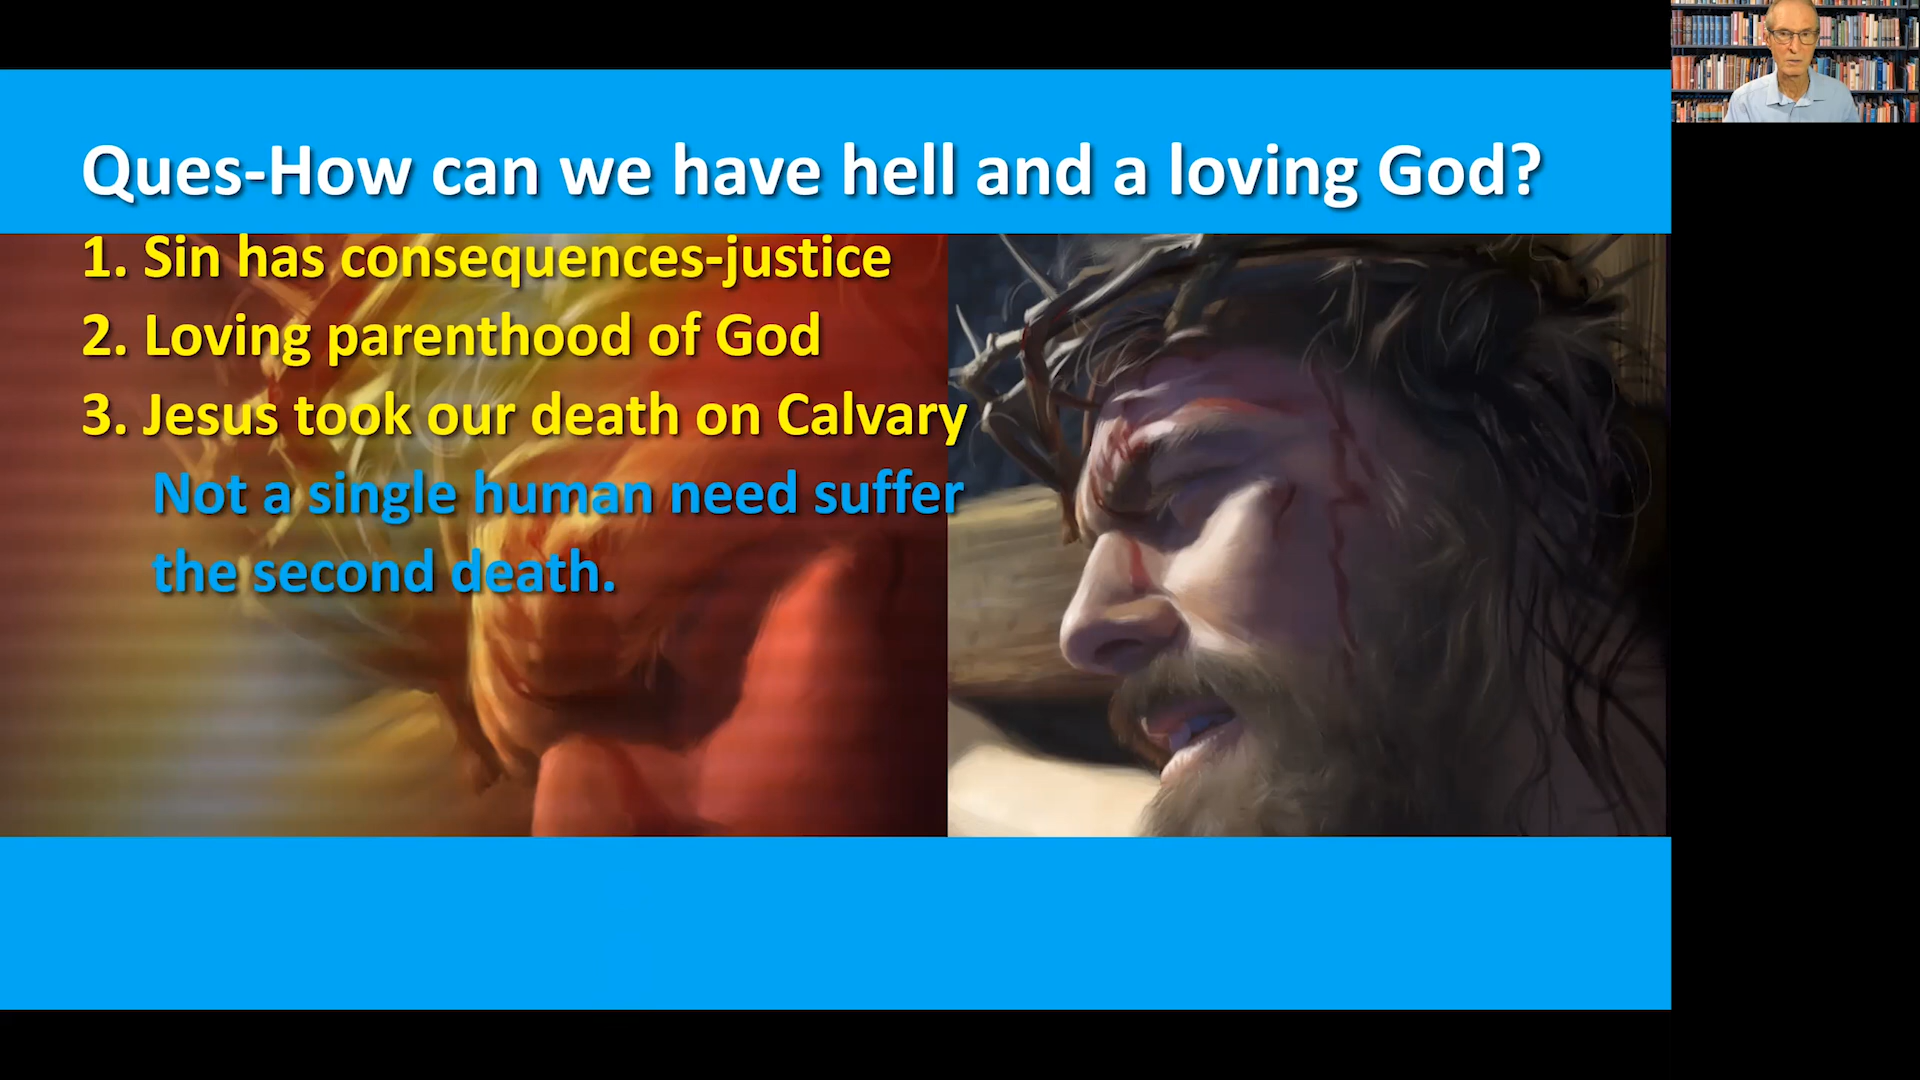 Ques-How can we have hell and a loving God?
1. Sin has consequences-justice
2. Loving parenthood of God
3. Jesus took our death on Calvary
Not a single human need suffer
the second death.